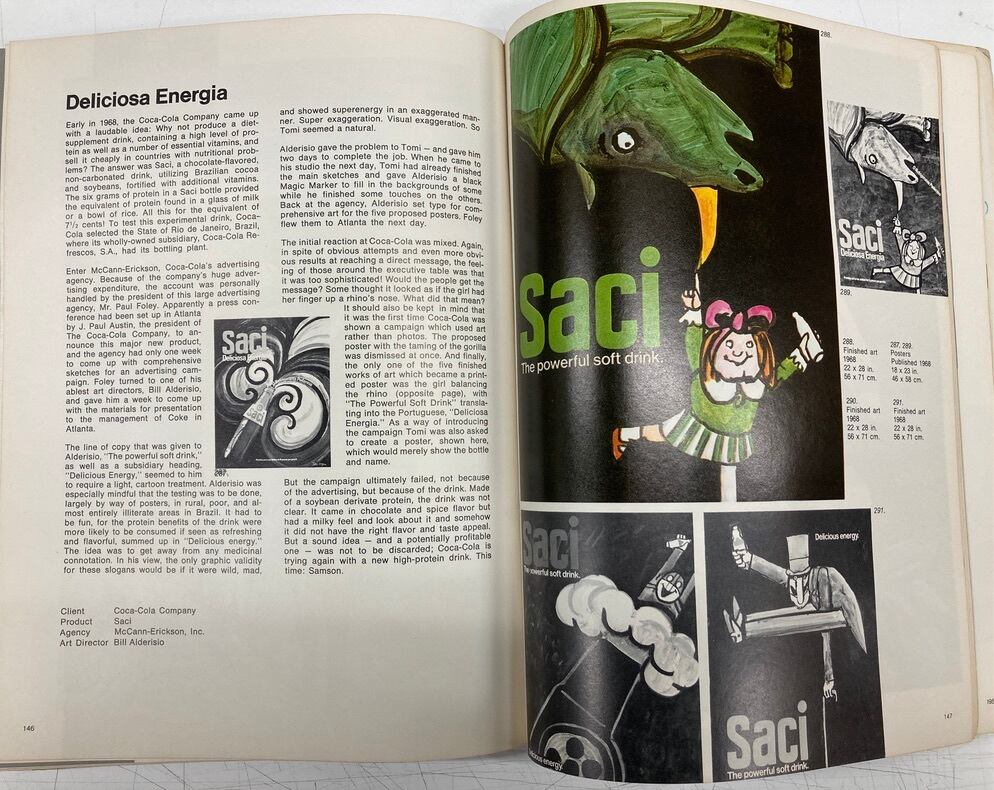 Deliciosa Energia
Early in 1968, the Coca-Cola Company came up
with a laudable idea: Why not produce a diet-
supplement drink, containing a high level of pro-
tein as well as a number of essential vitamins, and
sell it cheaply in countries with nutritional prob-
lems? The answer was Saci, a chocolate-flavored,
non-carbonated drink, utilizing Brazilian cocoa
and soybeans, fortified with additional vitamins.
The six grams of protein in a Saci bottle provided
the equivalent of protein found in a glass of milk
or a bowl of rice. All this for the equivalent of
7½ cents! To test this experimental drink, Coca-
Cola selected the State of Rio de Janeiro, Brazil,
where its wholly-owned subsidiary, Coca-Cola Re-
frescos, S.A., had its bottling plant.
Enter McCann-Erickson, Coca-Cola's advertising
agency. Because of the company's huge adver-
tising expenditure, the account was personally
handled by the president of this large advertising
agency, Mr. Paul Foley. Apparently a press con-
ference had been set up in Atlanta
by J. Paul Austin, the president of
The Coca-Cola Company, to an-
nounce this major new product,
and the agency had only one week
to come up with comprehensive
sketches for an advertising cam-
paign. Foley turned to one of his
ablest art directors, Bill Alderisio,
and gave him a week to come up
with the materials for presentation
to the management of Coke in
Atlanta.
The line of copy that was given to
Alderisio, "The powerful soft drink,"
as well as a subsidiary heading,
"Delicious Energy," seemed to him
to require a light, cartoon treatment. Alderisio was
especially mindful that the testing was to be done,
largely by way of posters, in rural, poor, and al-
most entirely illiterate areas in Brazil. It had to
be fun, for the protein benefits of the drink were
more likely to be consumed if seen as refreshing
and flavorful, summed up in "Delicious energy."
The idea was to get away from any medicinal
connotation. In his view, the only graphic validity
for these slogans would be if it were wild, mad,
and showed superenergy in an exaggerated man-
ner. Super exaggeration. Visual exaggeration. So
Tomi seemed a natural.
Alderisio gave the problem to Tomi — and gave him
two days to complete the job. When he came to
his studio the next day, Tomi had already finished
the main sketches and gave Alderisio a black
Magic Marker to fill in the backgrounds of some
while he finished some touches on the others.
Back at the agency, Alderisio set type for com-
prehensive art for the five proposed posters. Foley
flew them to Atlanta the next day.
The initial reaction at Coca-Cola was mixed. Again,
in spite of obvious attempts and even more obvi-
ous results at reaching a direct message, the feel-
ing of those around the executive table was that
it was too sophisticated! Would the people get the
message? Some thought it looked as if the girl had
her finger up a rhino's nose. What did that mean?
It should also be kept in mind that
it was the first time Coca-Cola was
shown a campaign which used art
rather than photos. The proposed
poster with the taming of the gorilla
was dismissed at once. And finally,
the only one of the five finished
works of art which became a print-
ed poster was the girl balancing
the rhino (opposite page), with
"The Powerful Soft Drink" transla-
ting into the Portuguese, "Deliciosa
Energia." As a way of introducing
the campaign Tomi was also asked
to create a poster, shown here,
which would merely show the bottle
and name.
But the campaign ultimately failed, not because
of the advertising, but because of the drink. Made
of a soybean derivate protein, the drink was not
clear. It came in chocolate and spice flavor but
had a milky feel and look about it and somehow
it did not have the right flavor and taste appeal.
But a sound idea — and a potentially profitable
one — was not to be discarded; Coca-Cola is
trying again with a new high-protein drink. This
time: Samson.
Saci
Deliciosa Energia
287.
Client Coca-Cola Company
Product Saci
Agency McCann-Erickson, Inc.
Art Director Bill Alderisio
146
288.
Saci
The powerful soft drink.
Saci
Deliciosa Energia
289.
288.
Finished art
1968
22 x 28 in.
56 x 71 cm.
287, 289.
Posters
Published 1968
18 x 23 in.
46 x 58 cm.
290.
Finished art
1968
22 x 28 in.
56 x 71 cm.
291.
Finished art
1968
22 x 28 in.
56 x 71 cm.
Saci
The powerful soft drink.
Delicious energy.
291.
Delicious energy.
Saci
The powerful soft drink.
147